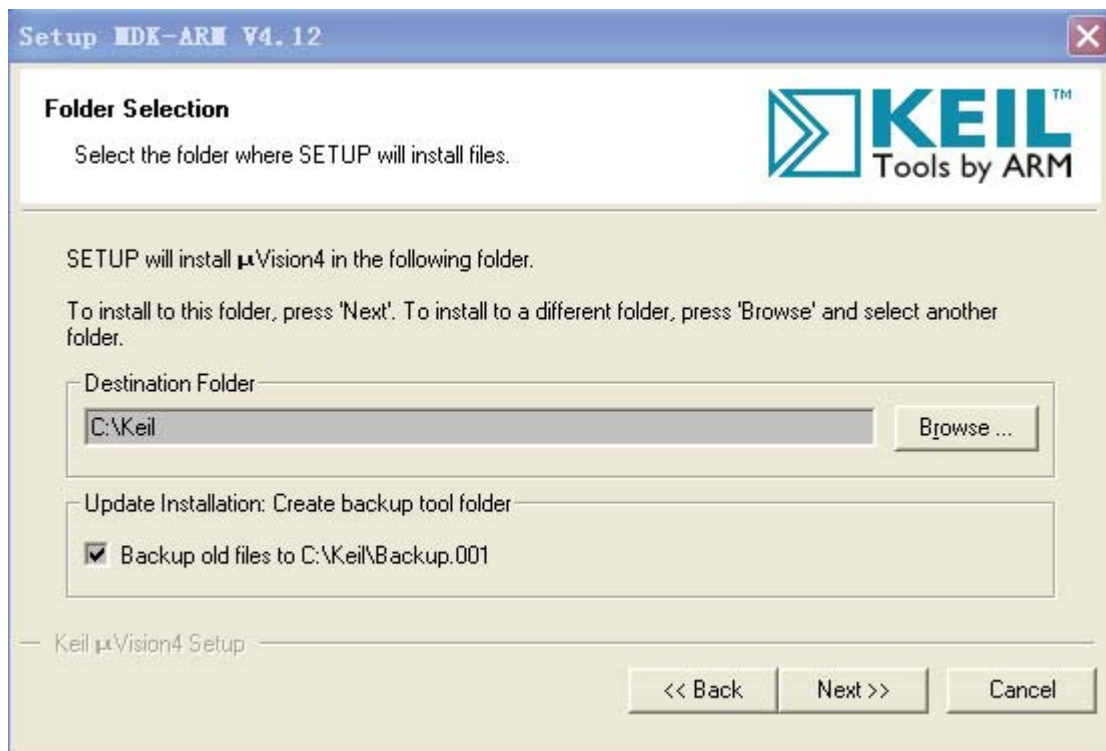 Setup MDK-ARM V4.12
Folder Selection
Select the folder where SETUP will install files.
KEIL™
Tools by ARM
SETUP will install µVision4 in the following folder.
To install to this folder, press 'Next'. To install to a different folder, press 'Browse' and select another
folder.
Destination Folder
C:\Keil
Browse ...
Update Installation: Create backup tool folder
Backup old files to C:\Keil\Backup.001
Keil µVision4 Setup
<< Back
Next >>
Cancel